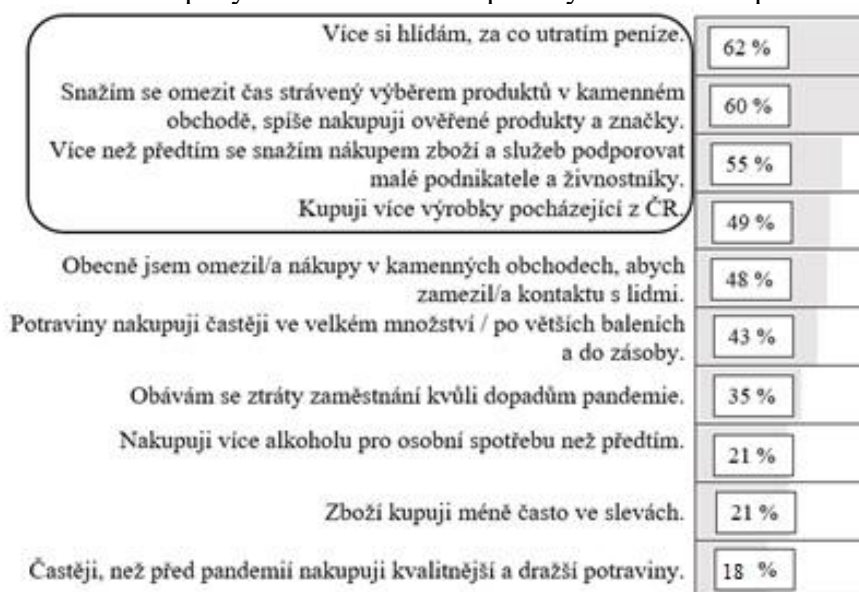 Více si hlídám, za co utratím peníze.
62 %
Snažím se omezit čas strávený výběrem produktů v kamenném
obchodě, spíše nakupuji ověřené produkty a značky.
60 %
Více než předtím se snažím nákupem zboží a služeb podporovat
malé podnikatele a živnostníky.
55 %
Kupuji více výrobky pocházející z ČR.
49 %
Obecně jsem omezil/a nákupy v kamenných obchodech, abych
zamezil/a kontaktu s lidmi.
48 %
Potraviny nakupuji častěji ve velkém množství / po větších baleních
a do zásoby.
43 %
Obávám se ztráty zaměstnání kvůli dopadům pandemie.
35 %
Nakupuji více alkoholu pro osobní spotřebu než předtím.
21 %
Zboží kupuji méně často ve slevách.
21 %
Častěji, než před pandemií nakupuji kvalitnější a dražší potraviny.
18 %